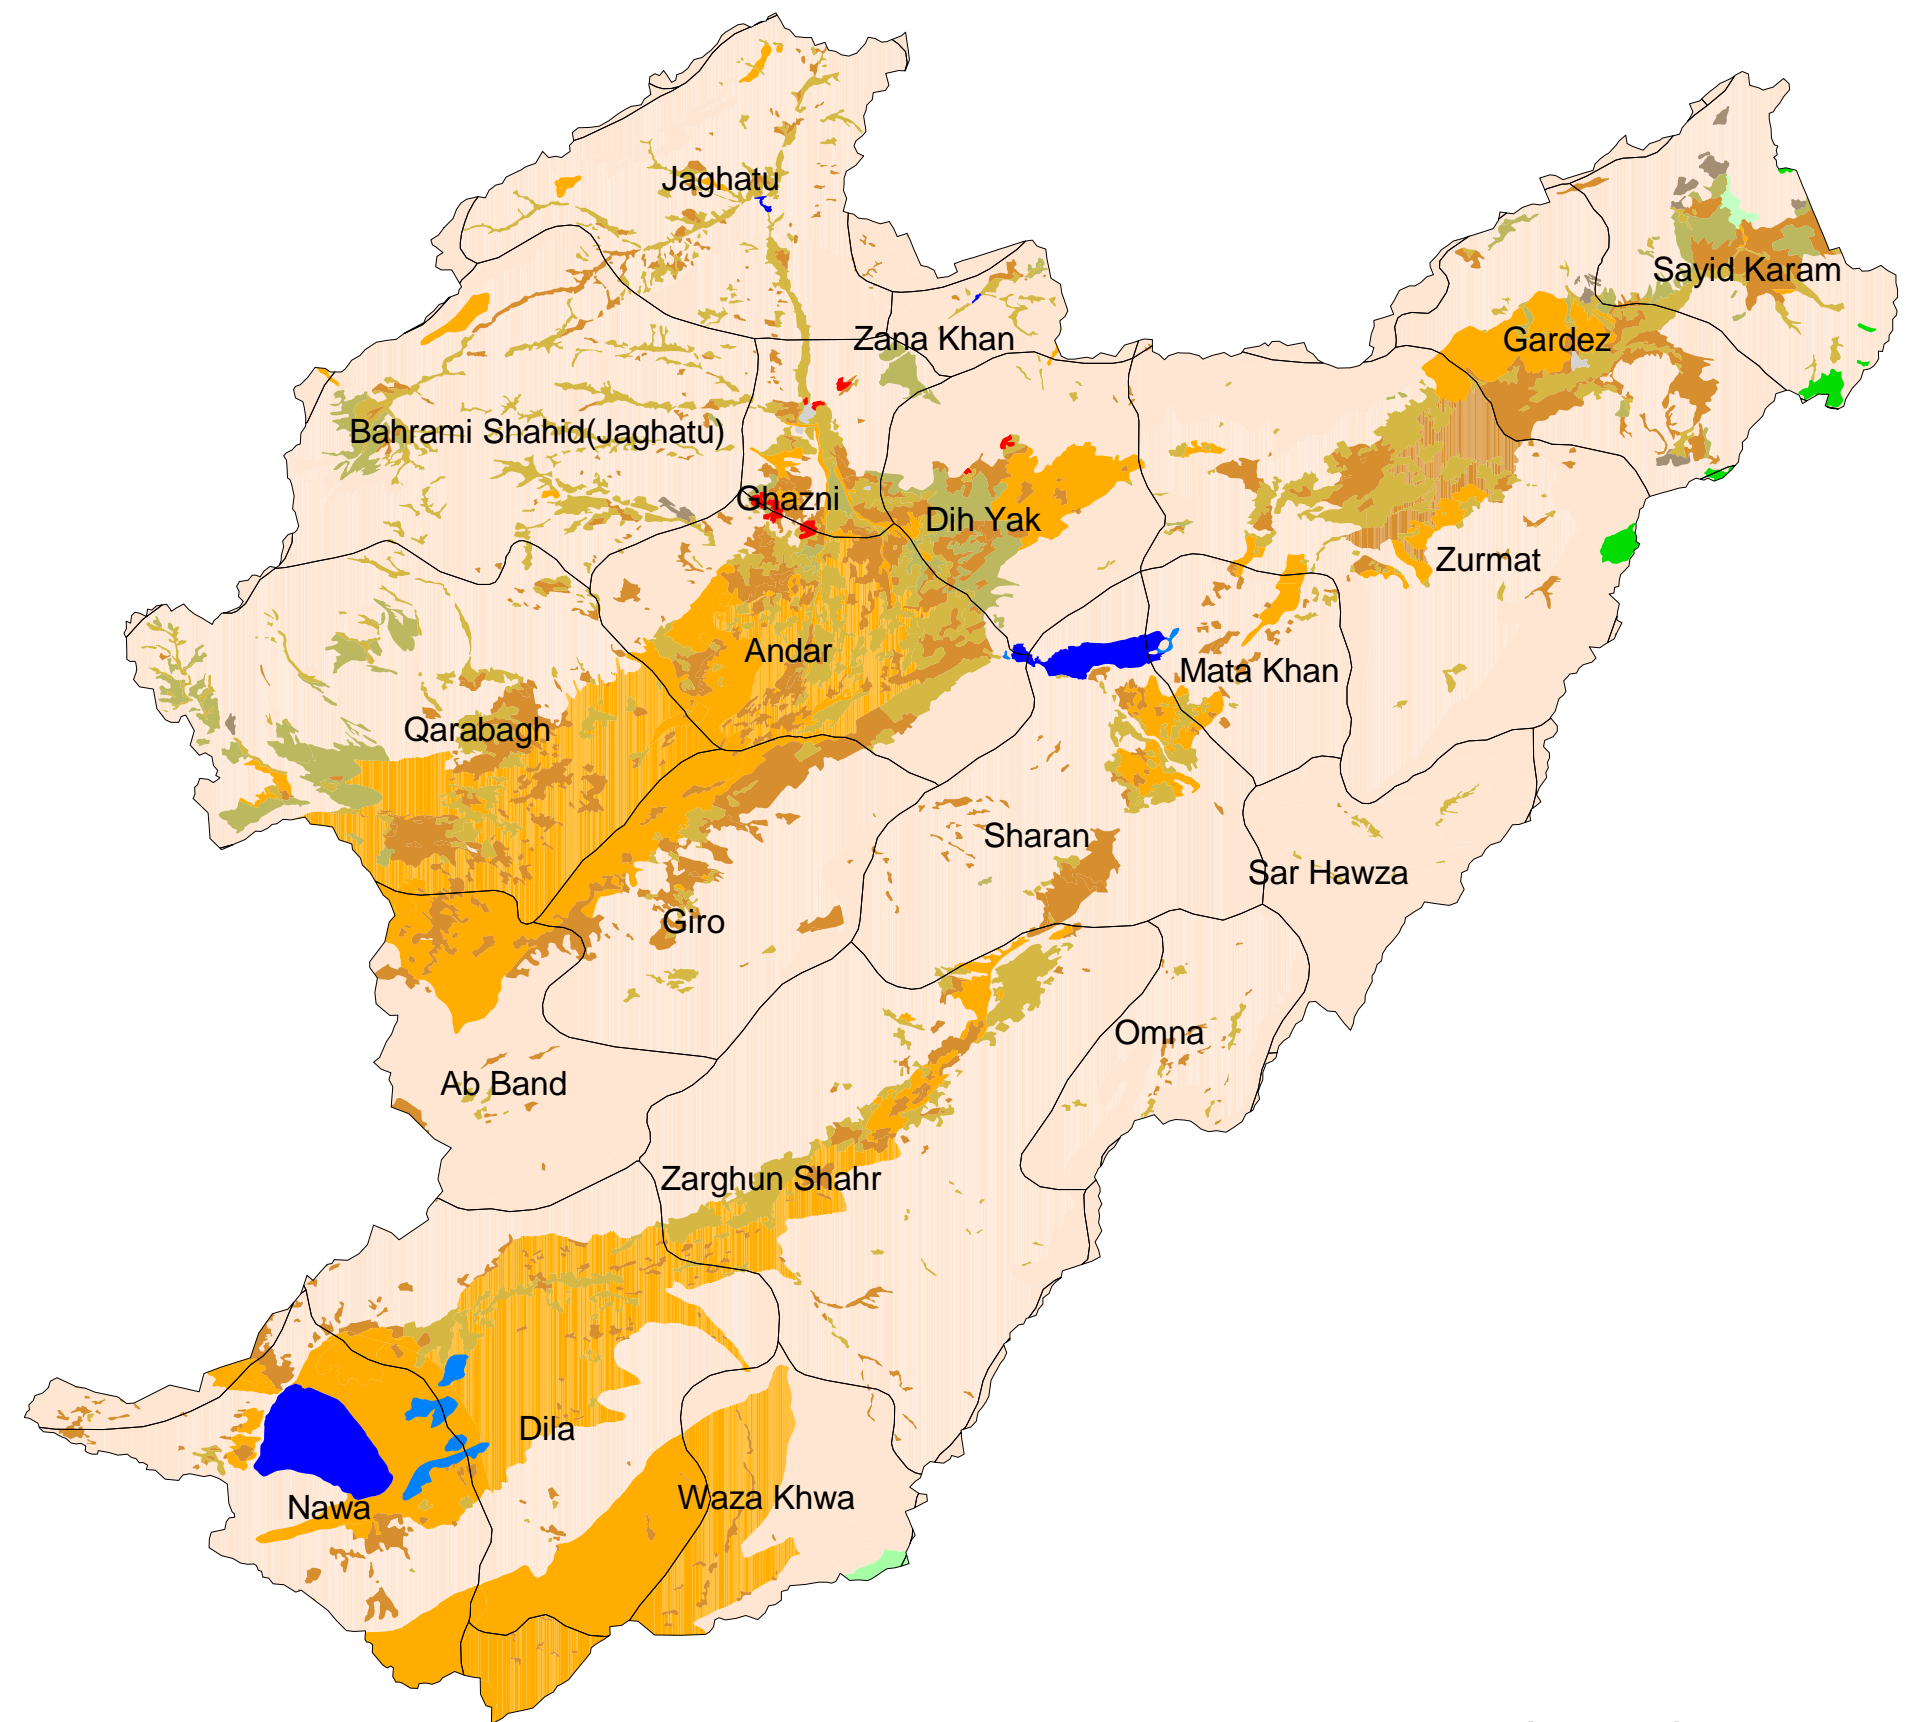 Jaghatu
Sayid Karam
Zana Khan
Gardez
Bahrami Shahid(Jaghatu)
Ghazni
Dih Yak
Zurmat
Andar
Mata Khan
Qarabagh
Sharan
Sar Hawza
Giro
Omna
Ab Band
Zarghun Shahr
Dila
Waza Khwa
Nawa